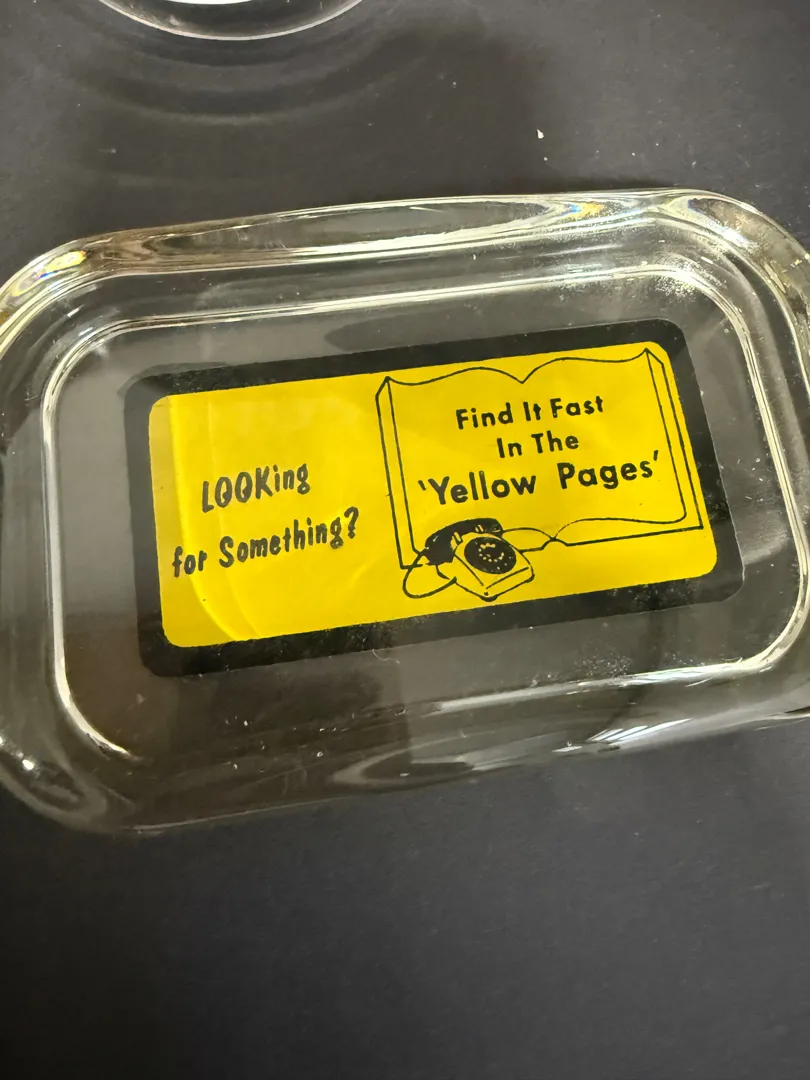 LOOKing
for Something?
Find It Fast
In The
'Yellow Pages'